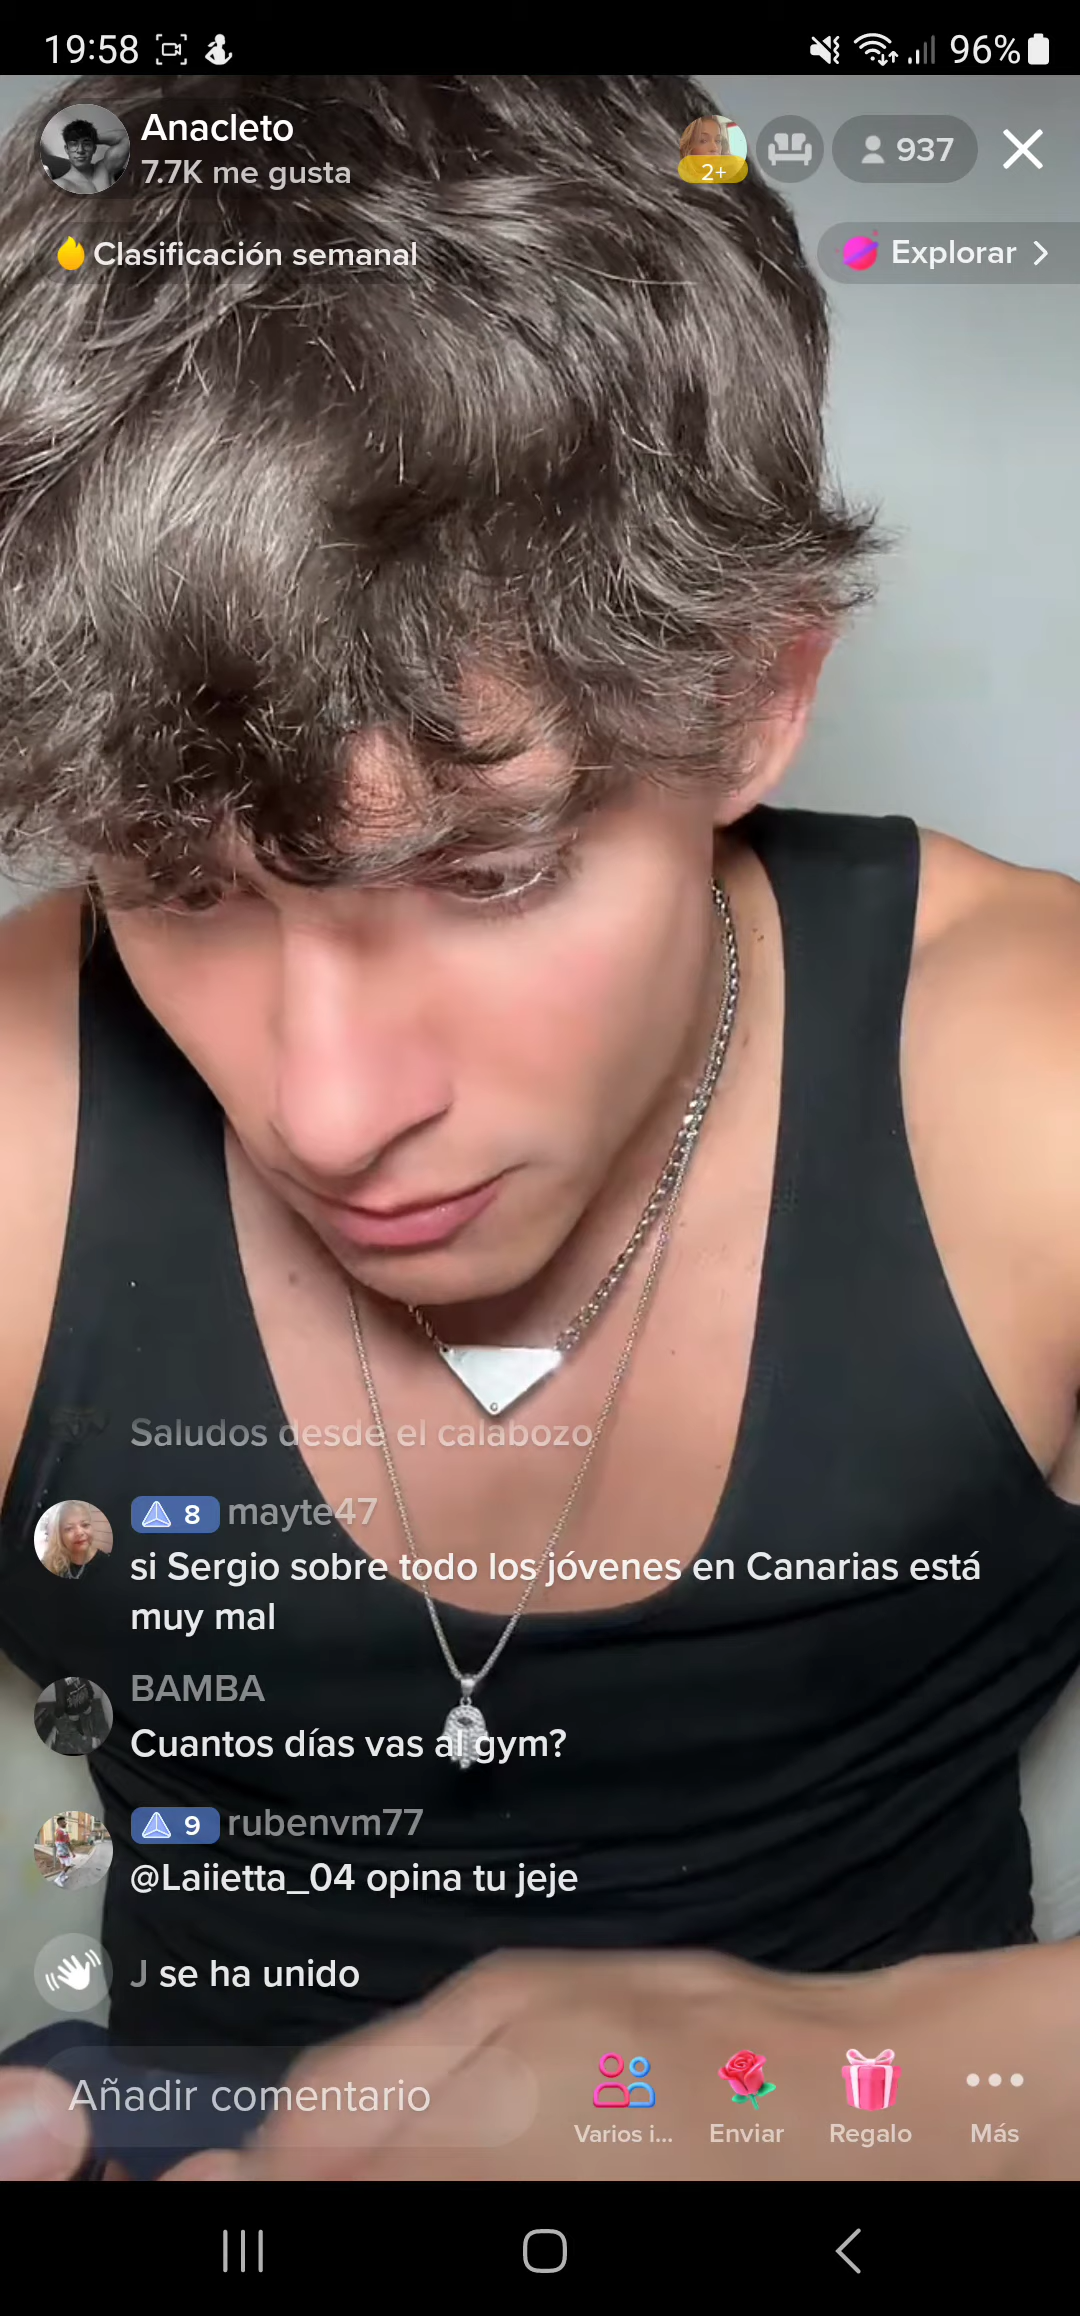 19:58
96%
Anacleto
7.7K me gusta
2+
937
Clasificación semanal
Explorar
Saludos desde el calabozo
8 mayte47
si Sergio sobre todo los jóvenes en Canarias está
muy mal
BAMBA
Cuantos días vas al gym?
9 rubenvm77
@Laiietta_04 opina tu jeje
J se ha unido
Añadir comentario
Varios i...
Enviar
Regalo
Más